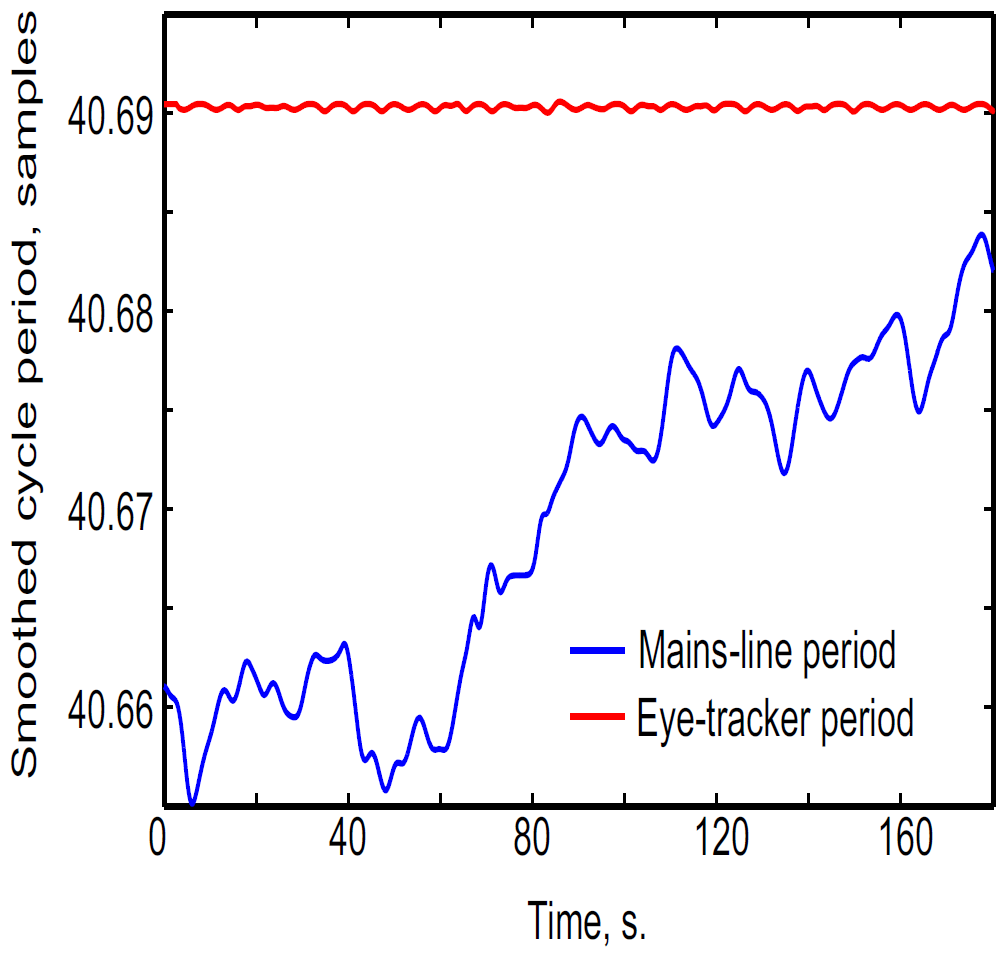 Smoothed cycle period, samples
40.69
40.68
40.67
40.66
Mains-line period
Eye-tracker period
0 40 80 120 160
Time, s.